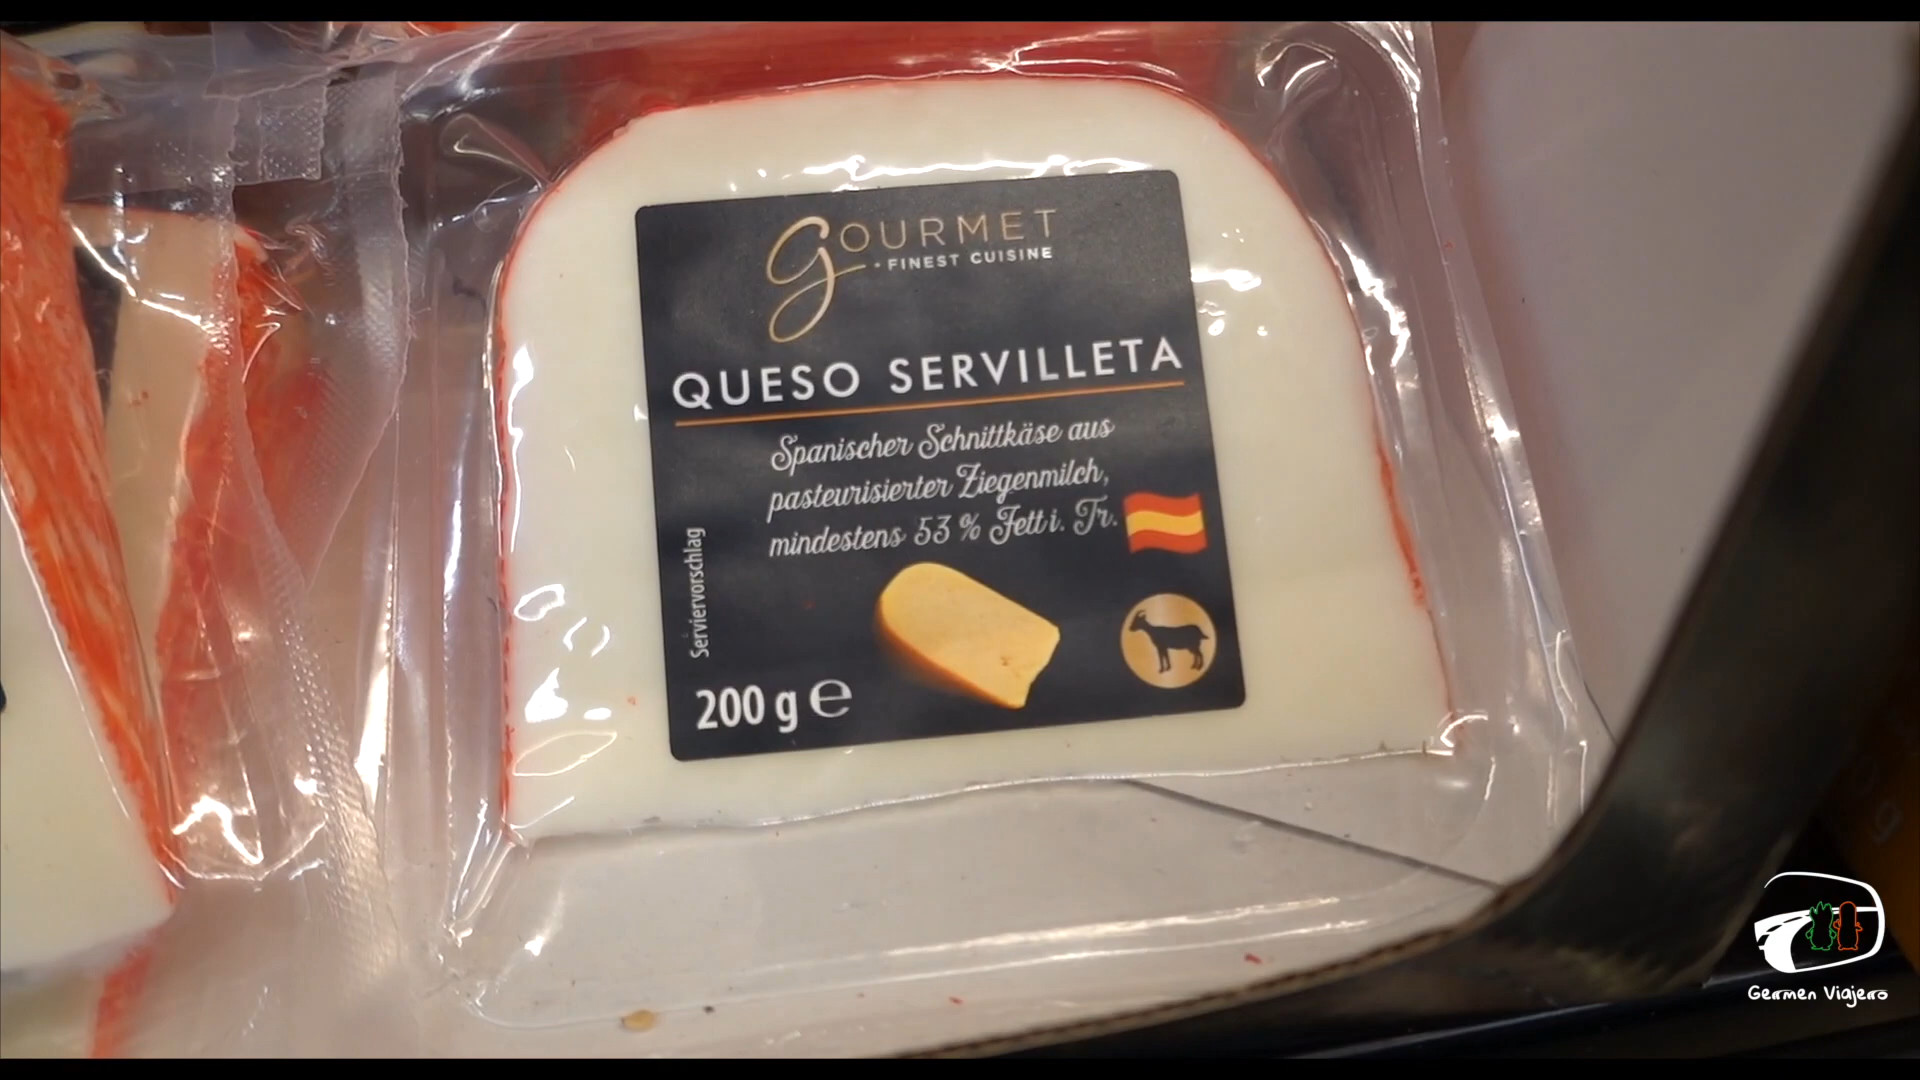 gOURMET
• FINEST CUISINE
QUESO SERVILLETA
Spanischer Schnittkäse aus
pasteurisierter Ziegenmilch,
mindestens 53 % Fett i. Tr.
Serviervorschlag
200 g e
Germen Viajero